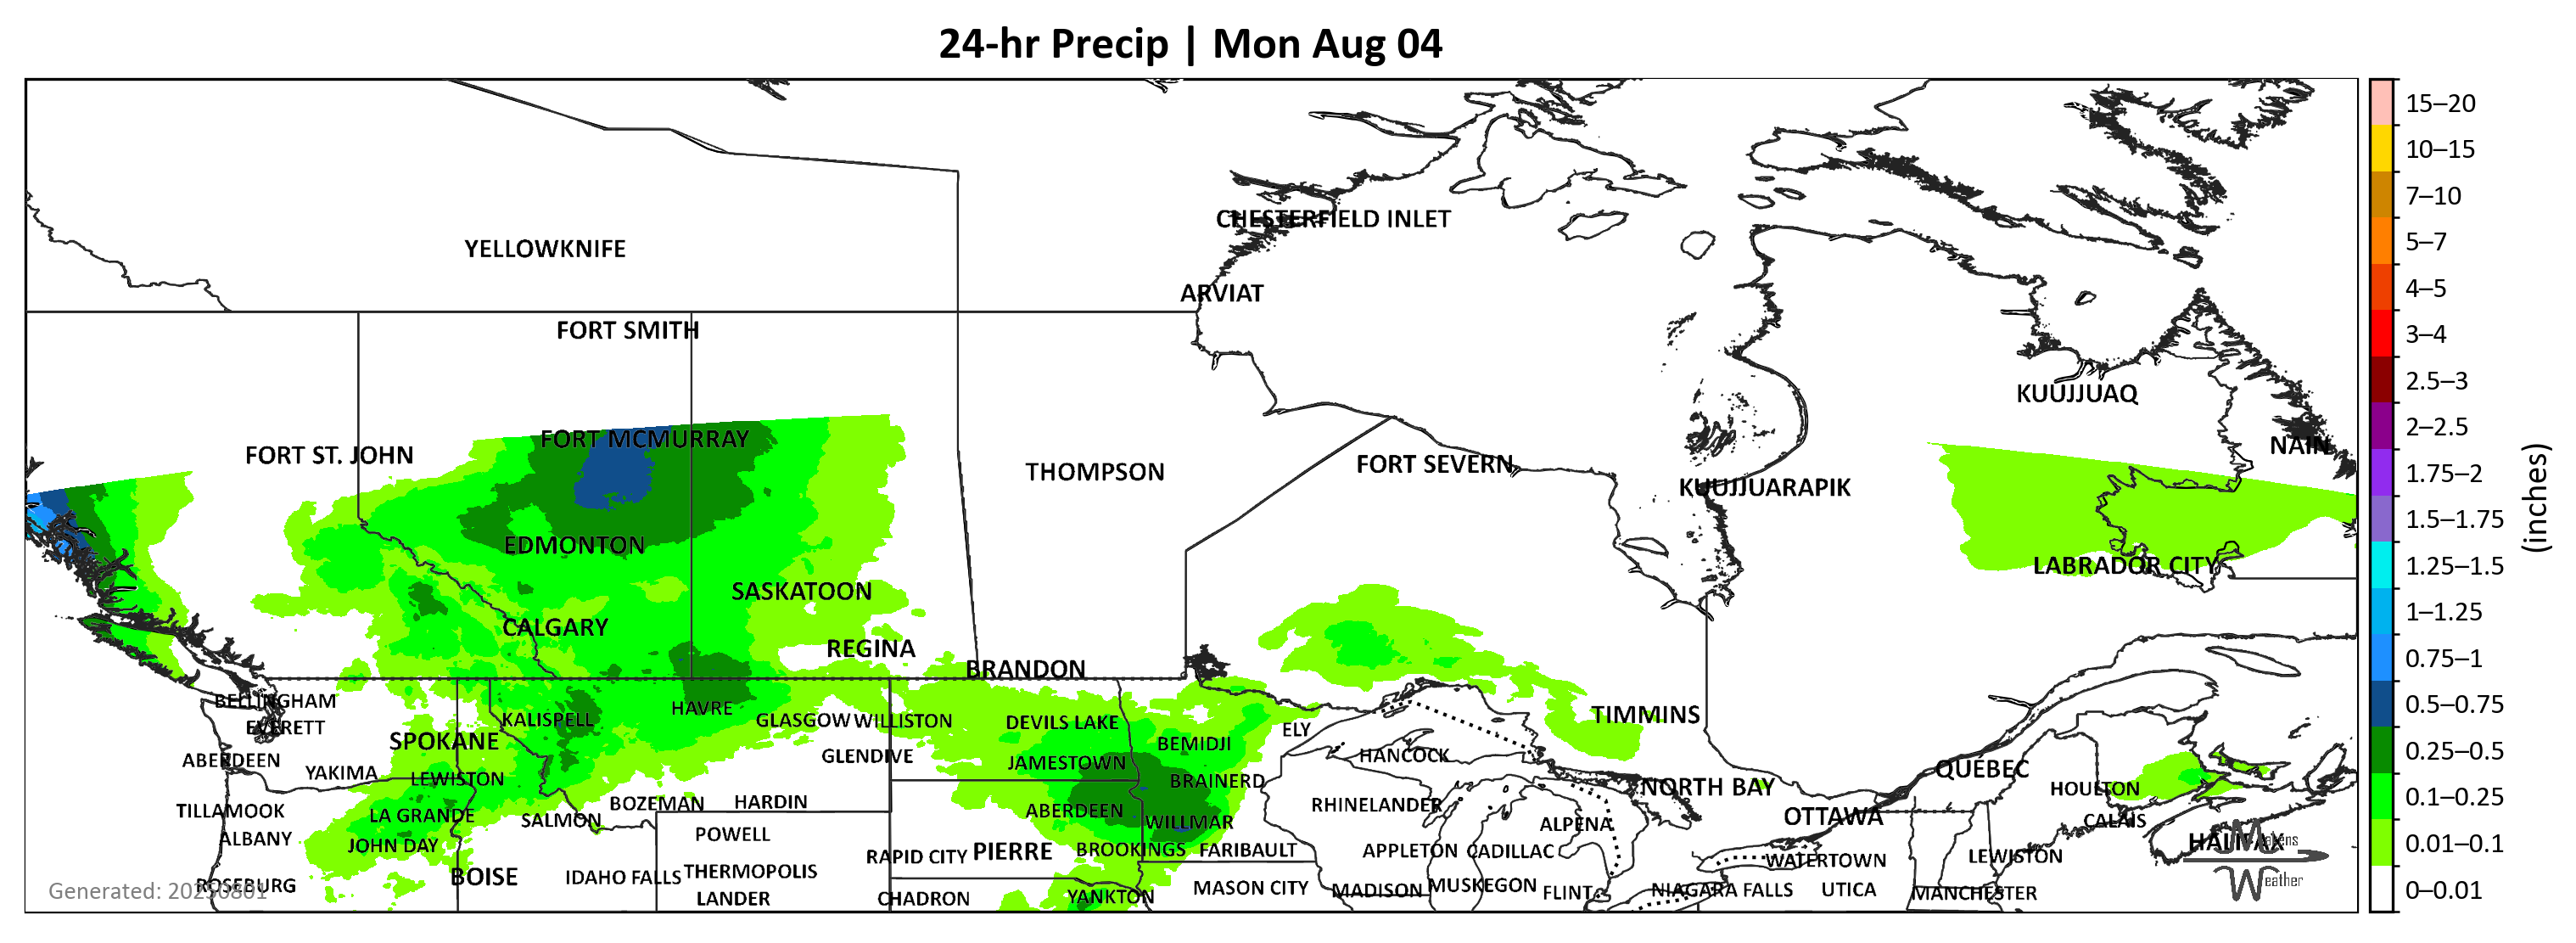 24-hr Precip | Mon Aug 04
CHESTERFIELD INLET
YELLOWKNIFE
ARVIAT
FORT SMITH
KUUJJUAQ
FORT MCMURRAY
NAIN
FORT ST. JOHN
FORT SEVERN
THOMPSON
KUUJJUARAPIK
EDMONTON
LABRADOR CITY
SASKATOON
CALGARY
REGINA
BRANDON
BELLINGHAM
HAVRE
EVERETT
KALISPELL
GLASGOW
WILLISTON
DEVILS LAKE
TIMMINS
ELY
SPOKANE
BEMIDJI
ABERDEEN
GLENDIVE
HANCOCK
JAMESTOWN
YAKIMA
LEWISTON
BRAINERD
QUÉBEC
NORTH BAY
HOULTON
TILLAMOOK
LA GRANDE
BOZEMAN
HARDIN
ABERDEEN
RHINELANDER
SALMON
WILLMAR
ALPENA
OTTAWA
CALAIS
ALBANY
JOHN DAY
POWELL
HALIFAX
RAPID CITY
PIERRE
BROOKINGS
FARIBAULT
APPLETON
CADILLAC
WATERTOWN
LEWISTON
BOISE
IDAHO FALLS
THERMOPOLIS
ROSEBURG
LANDER
CHADRON
YANKTON
MASON CITY
MADISON
MUSKEGON
FLINT
NIAGARA FALLS
UTICA
MANCHESTER
Generated: 20250801
Weather
15–20
10–15
7–10
5–7
4–5
3–4
2.5–3
2–2.5
1.75–2
1.5–1.75
1.25–1.5
1–1.25
0.75–1
0.5–0.75
0.25–0.5
0.1–0.25
0.01–0.1
0–0.01
(inches)